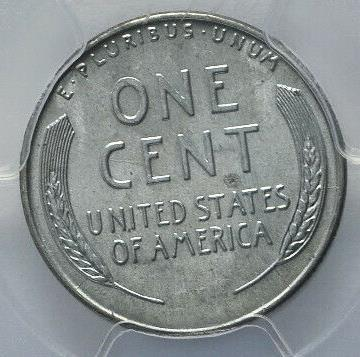 E·PLURIBUS·UNUM
ONE
CENT
UNITED STATES
OF AMERICA